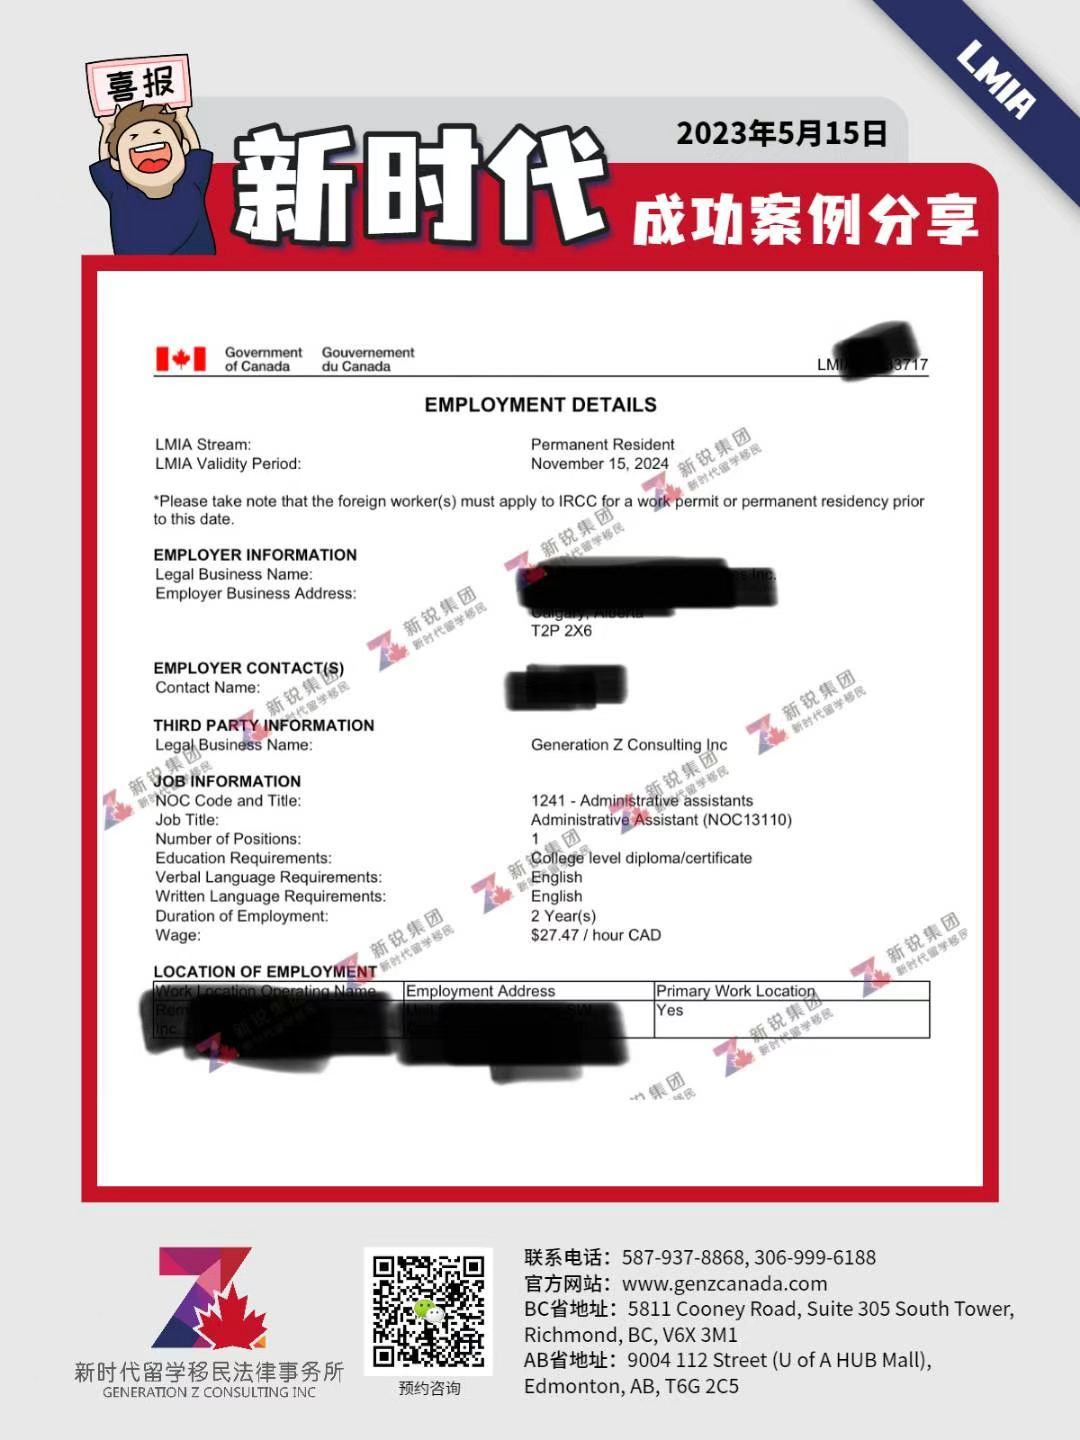 喜报
LMIA
2023年5月15日
新时代
成功案例分享
Government of Canada
Gouvernement du Canada
3717
EMPLOYMENT DETAILS
LMIA Stream: Permanent Resident
LMIA Validity Period: November 15, 2024
*Please take note that the foreign worker(s) must apply to IRCC for a work permit or permanent residency prior
to this date.
EMPLOYER INFORMATION
Legal Business Name: Inc.
Employer Business Address:
Calgary, Alberta
T2P 2X6
EMPLOYER CONTACT(S)
Contact Name:
THIRD PARTY INFORMATION
Legal Business Name: Generation Z Consulting Inc
JOB INFORMATION
NOC Code and Title: 1241 - Administrative assistants
Job Title: Administrative Assistant (NOC13110)
Number of Positions: 1
Education Requirements: College level diploma/certificate
Verbal Language Requirements: English
Written Language Requirements: English
Duration of Employment: 2 Year(s)
Wage: $27.47 / hour CAD
LOCATION OF EMPLOYMENT
Work Location Operating Name Employment Address Primary Work Location
Yes
Inc.
新锐集团
新时代留学移民
新时代留学移民法律事务所
GENERATION Z CONSULTING INC
预约咨询
联系电话：587-937-8868, 306-999-6188
官方网站：www.genzcanada.com
BC省地址：5811 Cooney Road, Suite 305 South Tower,
Richmond, BC, V6X 3M1
AB省地址：9004 112 Street (U of A HUB Mall),
Edmonton, AB, T6G 2C5